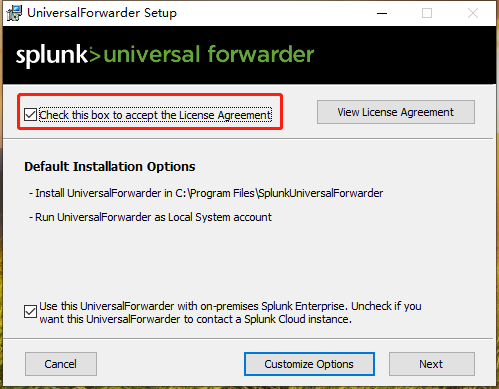 UniversalForwarder Setup
splunk>universal forwarder
Check this box to accept the License Agreement
View License Agreement
Default Installation Options
- Install UniversalForwarder in C:\Program Files\SplunkUniversalForwarder
- Run UniversalForwarder as Local System account
Use this UniversalForwarder with on-premises Splunk Enterprise. Uncheck if you
want this UniversalForwarder to contact a Splunk Cloud instance.
Cancel
Customize Options
Next